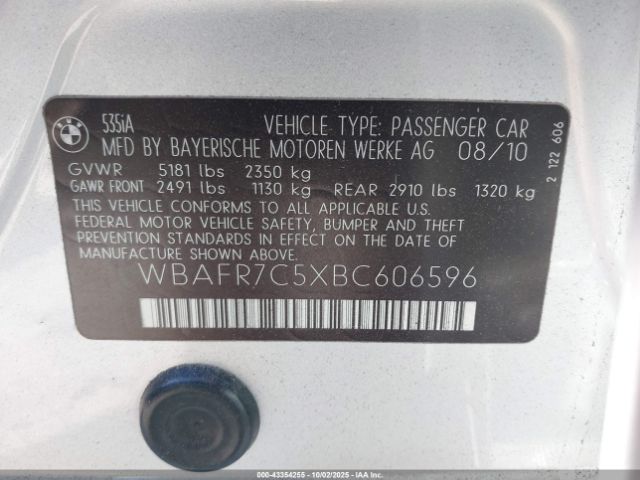 BMW
535iA VEHICLE TYPE: PASSENGER CAR
MFD BY BAYERISCHE MOTOREN WERKE AG 08/10
GVWR 5181 lbs 2350 kg
GAWR FRONT 2491 lbs 1130 kg REAR 2910 lbs 1320 kg
THIS VEHICLE CONFORMS TO ALL APPLICABLE U.S.
FEDERAL MOTOR VEHICLE SAFETY, BUMPER AND THEFT
PREVENTION STANDARDS IN EFFECT ON THE DATE OF
MANUFACTURE SHOWN ABOVE
WBAFR7C5XBC606596
2 122 606
000-43354255 - 10/02/2025 - COPYRIGHT © IAA, LLC.